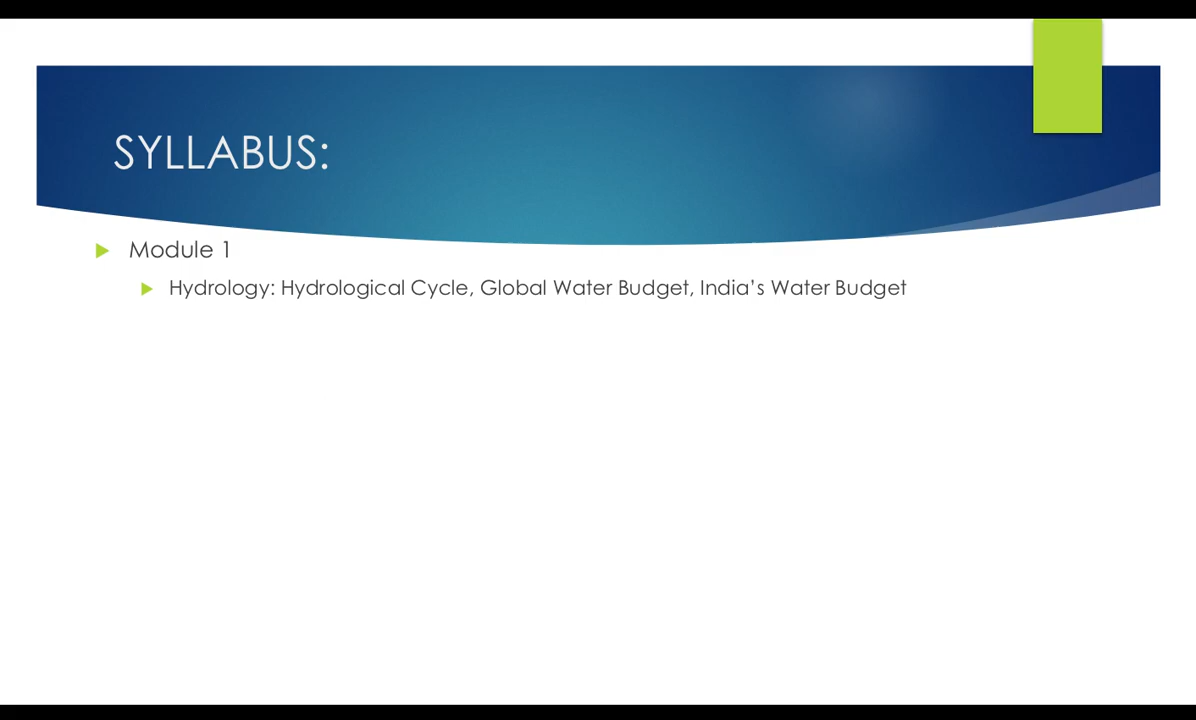 SYLLABUS:
Module 1
Hydrology: Hydrological Cycle, Global Water Budget, India’s Water Budget